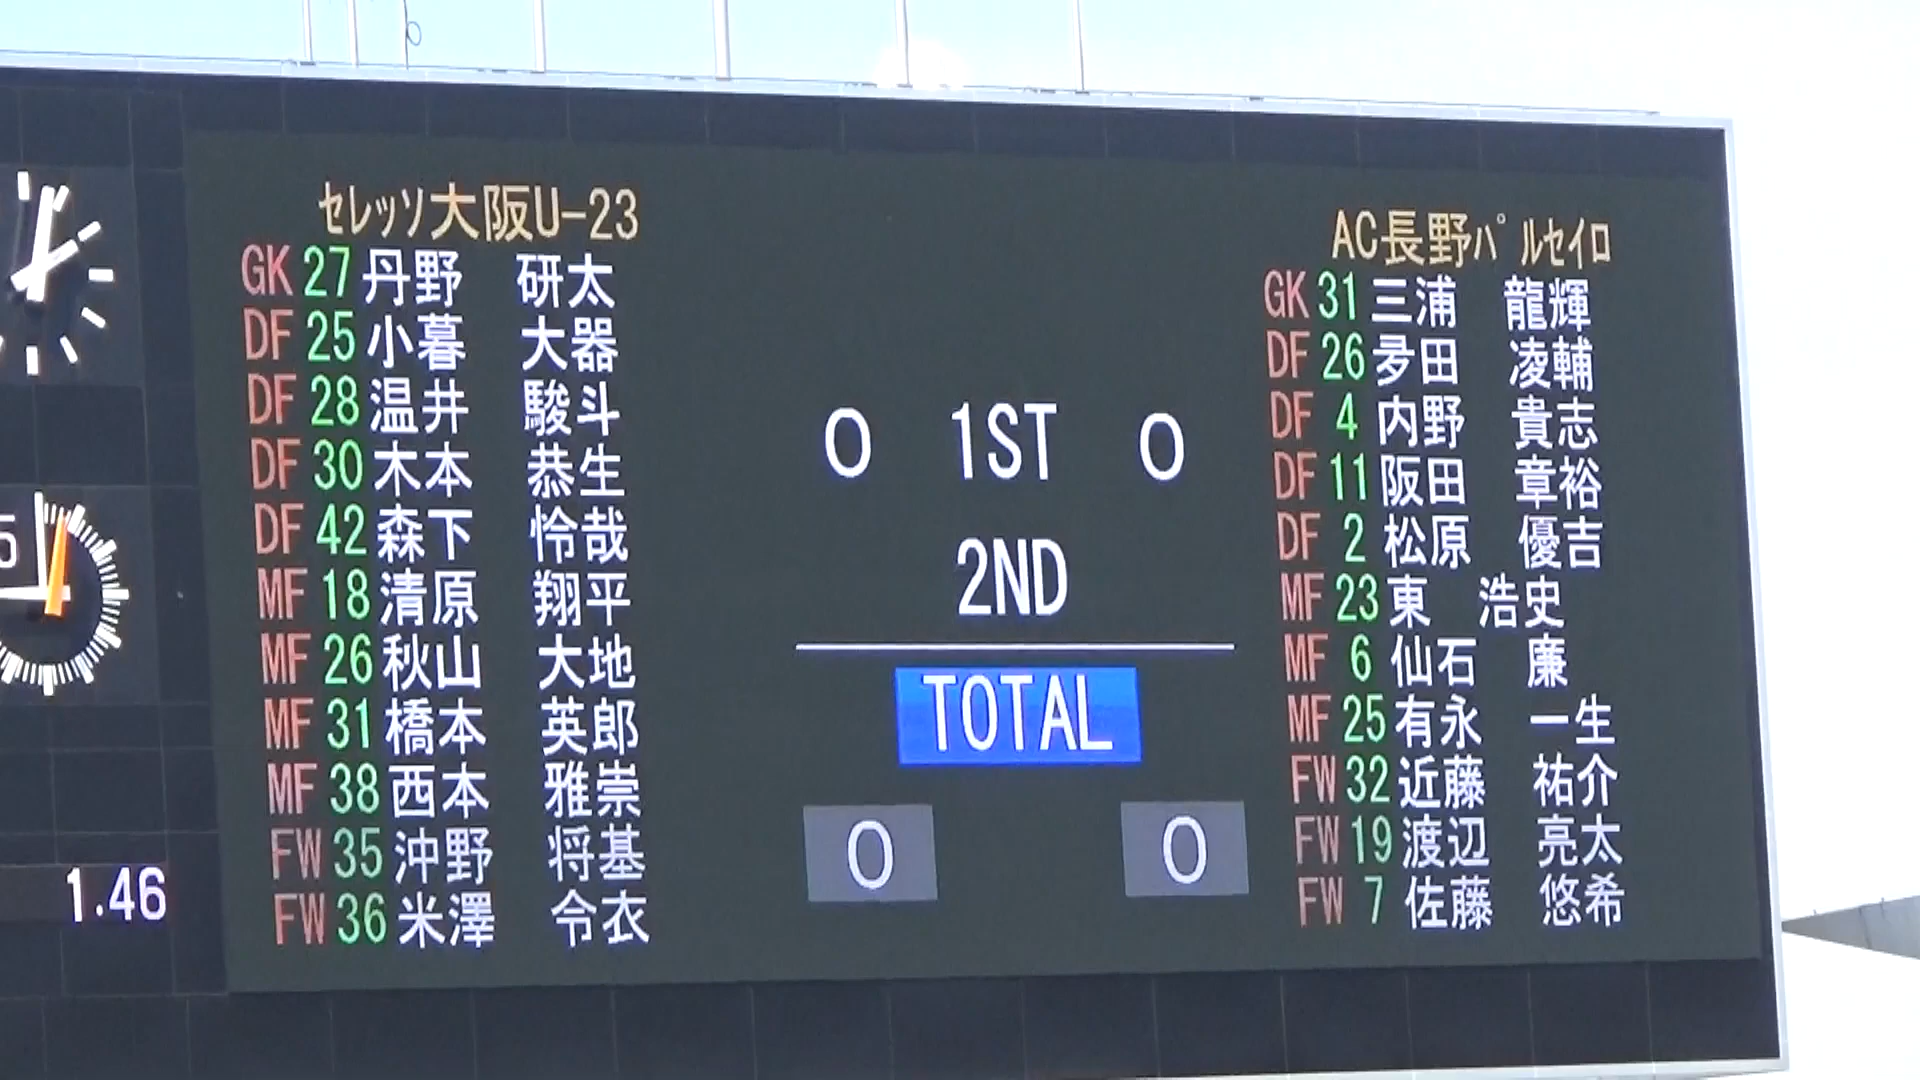 ｾﾚｯｿ大阪U-23
GK 27 丹野 研太
DF 25 小暮 大器
DF 28 温井 駿斗
DF 30 木本 恭生
DF 42 森下 怜哉
MF 18 清原 翔平
MF 26 秋山 大地
MF 31 橋本 英郎
MF 38 西本 雅崇
FW 35 沖野 将基
FW 36 米澤 令衣
0 1ST 0
2ND
TOTAL
0 0
AC長野ﾊﾟﾙｾｲﾛ
GK 31 三浦 龍輝
DF 26 夛田 凌輔
DF 4 内野 貴志
DF 11 阪田 章裕
DF 2 松原 優吉
MF 23 東 浩史
MF 6 仙石 廉
MF 25 有永 一生
FW 32 近藤 祐介
FW 19 渡辺 亮太
FW 7 佐藤 悠希
5
1.46